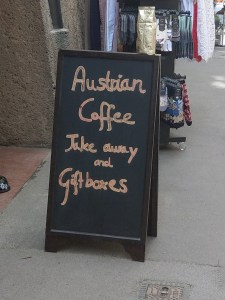 Austrian
Coffee
Take away
and
Giftboxes